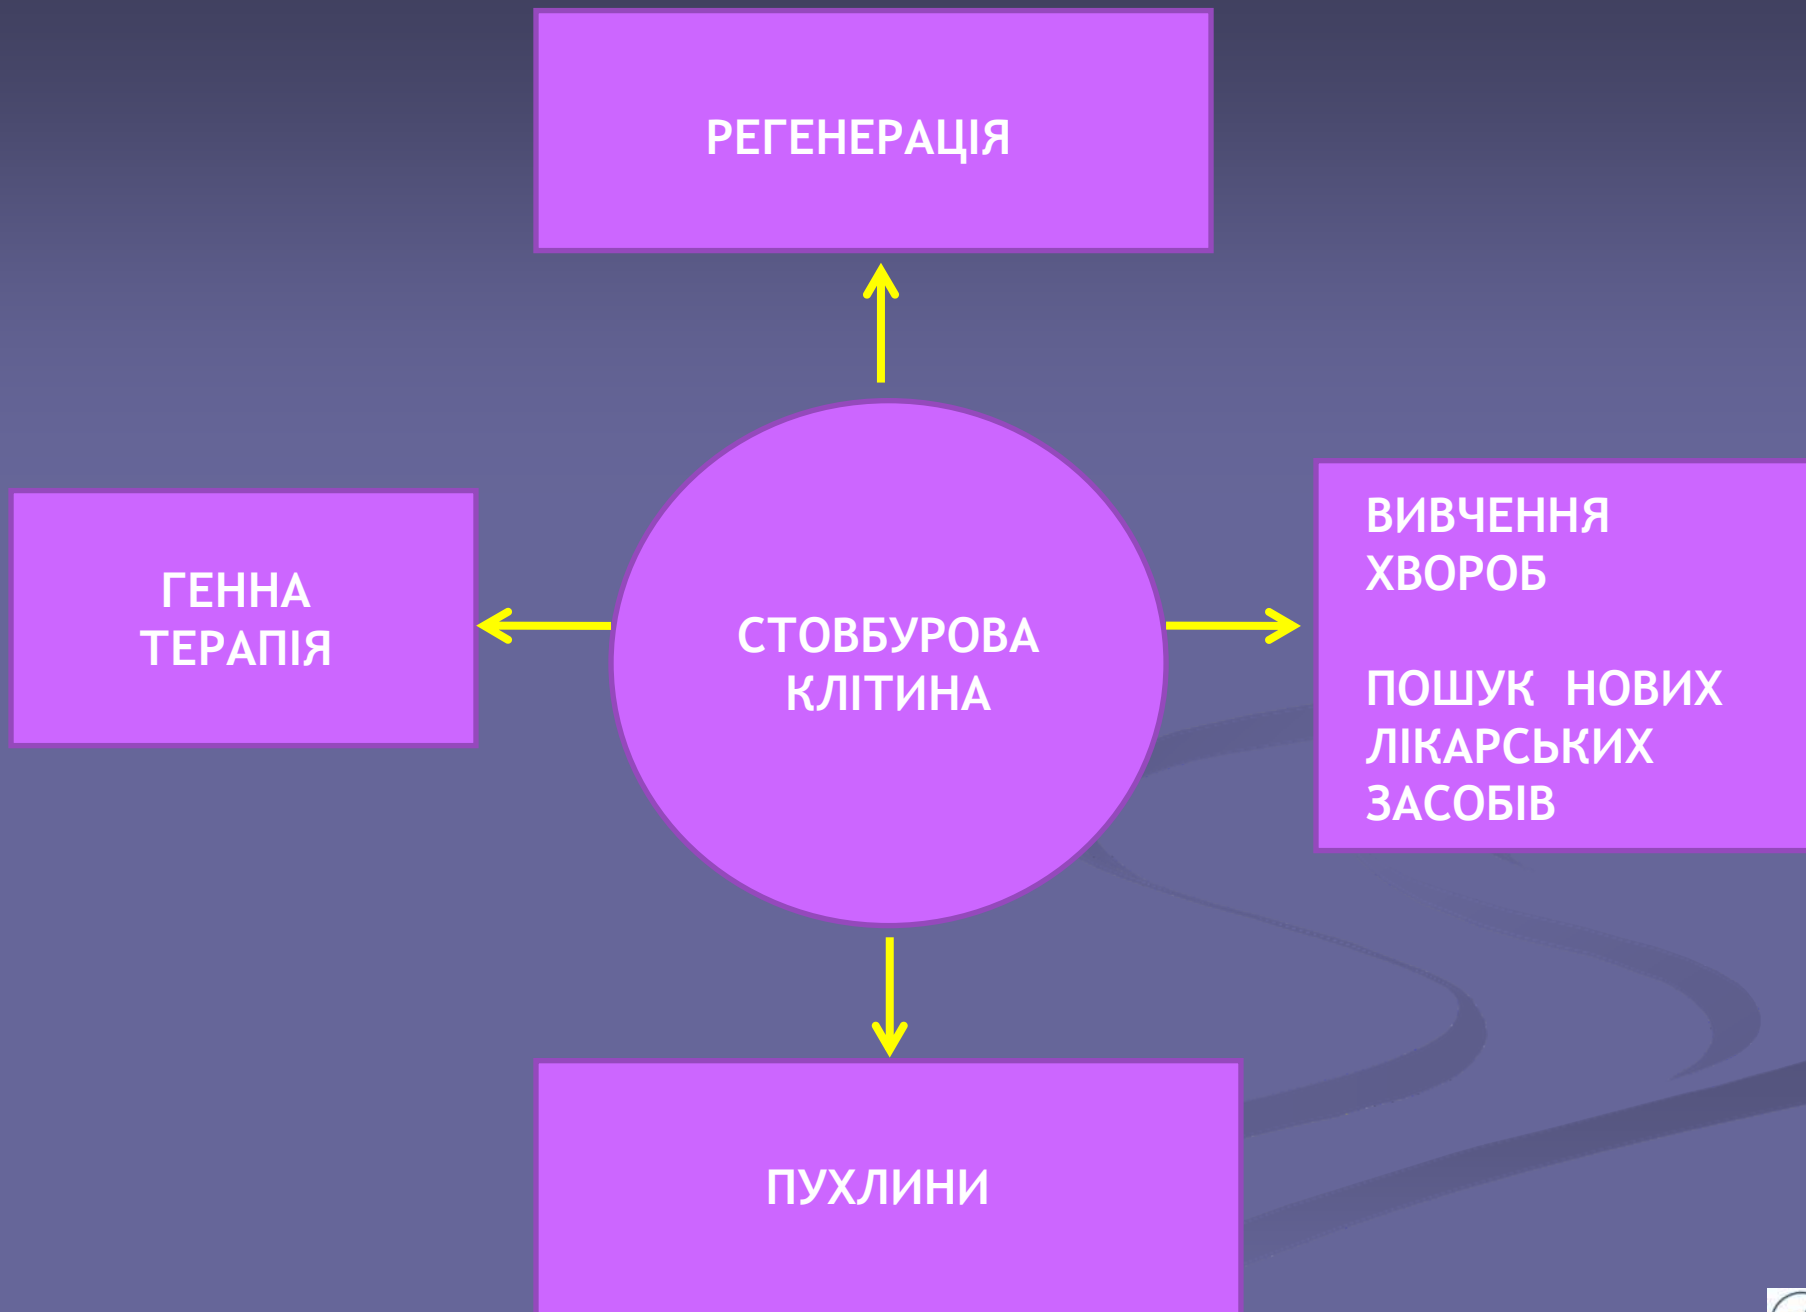 РЕГЕНЕРАЦІЯ
ГЕННА
ТЕРАПІЯ
СТОВБУРОВА
КЛІТИНА
ВИВЧЕННЯ
ХВОРОБ
ПОШУК НОВИХ
ЛІКАРСЬКИХ
ЗАСОБІВ
ПУХЛИНИ